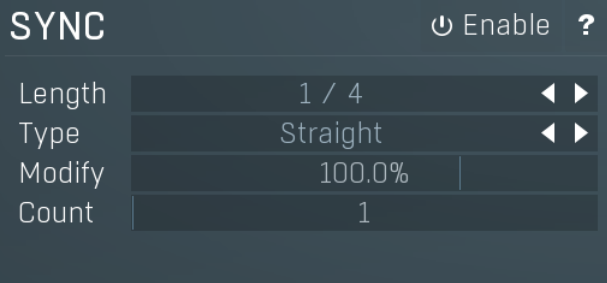 SYNC Enable ?
Length 1 / 4
Type Straight
Modify 100.0%
Count 1